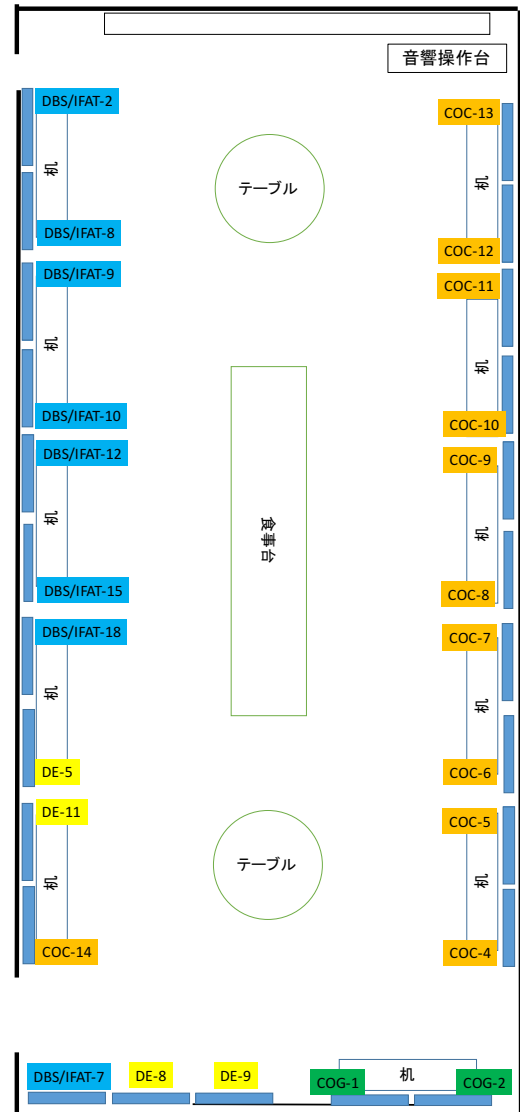 音響操作台
DBS/IFAT-2
机
DBS/IFAT-8
DBS/IFAT-9
机
DBS/IFAT-10
DBS/IFAT-12
机
DBS/IFAT-15
DBS/IFAT-18
机
DE-5
DE-11
机
COC-14
テーブル
食事台
テーブル
COC-13
机
COC-12
COC-11
机
COC-10
COC-9
机
COC-8
COC-7
机
COC-6
COC-5
机
COC-4
DBS/IFAT-7
DE-8
DE-9
COG-1
机
COG-2